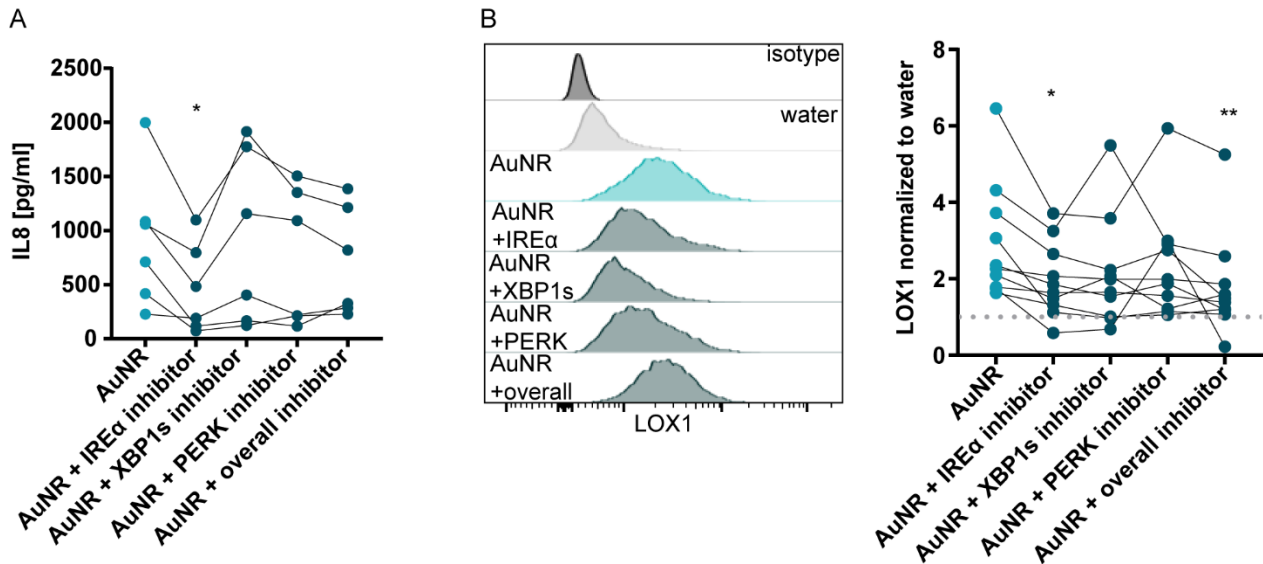 A
IL8 [pg/ml]
2500
2000
1500
1000
500
0
*
AuNR
AuNR + IREα inhibitor
AuNR + XBP1s inhibitor
AuNR + PERK inhibitor
AuNR + overall inhibitor
B
isotype
water
AuNR
AuNR
+IREα
AuNR
+XBP1s
AuNR
+PERK
AuNR
+overall
LOX1
LOX1 normalized to water
8
6
4
2
0
*
**
AuNR
AuNR + IREα inhibitor
AuNR + XBP1s inhibitor
AuNR + PERK inhibitor
AuNR + overall inhibitor